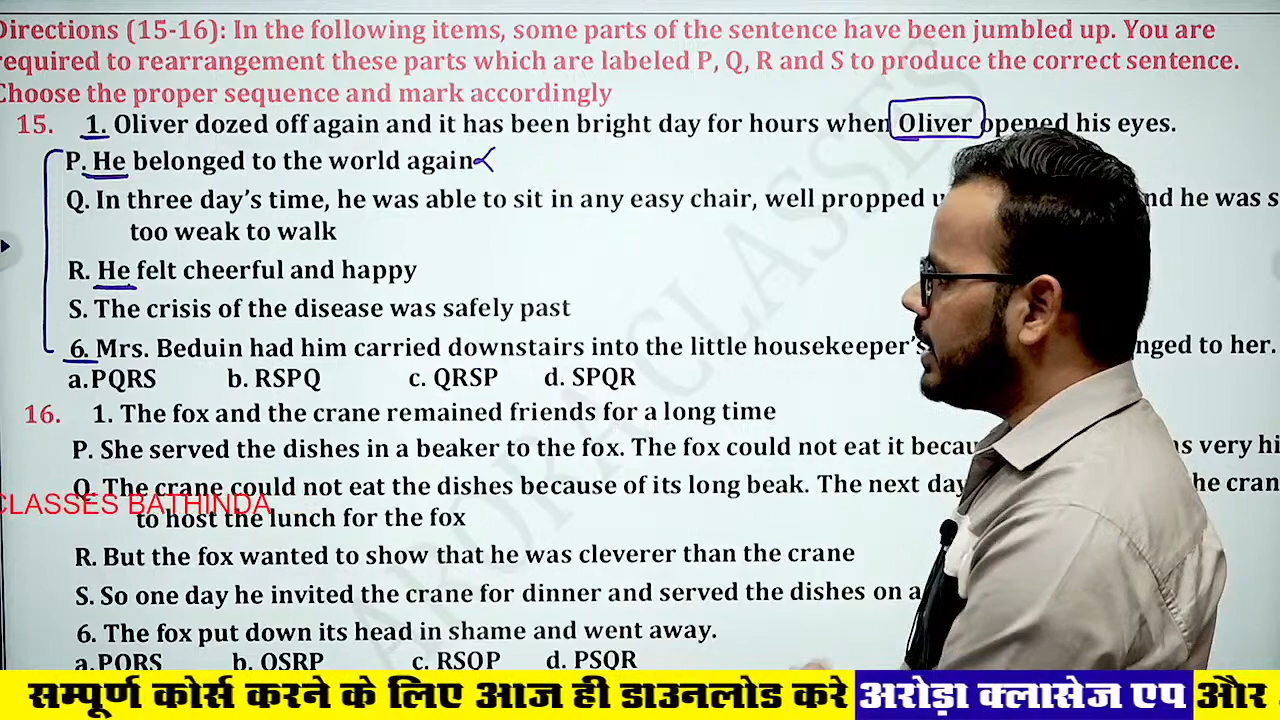 Directions (15-16): In the following items, some parts of the sentence have been jumbled up. You are
required to rearrangement these parts which are labeled P, Q, R and S to produce the correct sentence.
Choose the proper sequence and mark accordingly
15. 1. Oliver dozed off again and it has been bright day for hours when Oliver opened his eyes.
P. He belonged to the world again
Q. In three day's time, he was able to sit in any easy chair, well propped and he was
too weak to walk
R. He felt cheerful and happy
S. The crisis of the disease was safely past
6. Mrs. Beduin had him carried downstairs into the little housekeeper's to her.
a.PQRS b. RSPQ c. QRSP d. SPQR
16. 1. The fox and the crane remained friends for a long time
P. She served the dishes in a beaker to the fox. The fox could not eat it very
Q. The crane could not eat the dishes because of its long beak. The next day
to host the lunch for the fox
CLASSES BATHINDA
R. But the fox wanted to show that he was cleverer than the crane
S. So one day he invited the crane for dinner and served the dishes on a
6. The fox put down its head in shame and went away.
a.PQRS b. QSRP c. RSQP d. PSQR
ARORA CLASSES
सम्पूर्ण कोर्स करने के लिए आज ही डाउनलोड करे अरोड़ा क्लासेज एप और